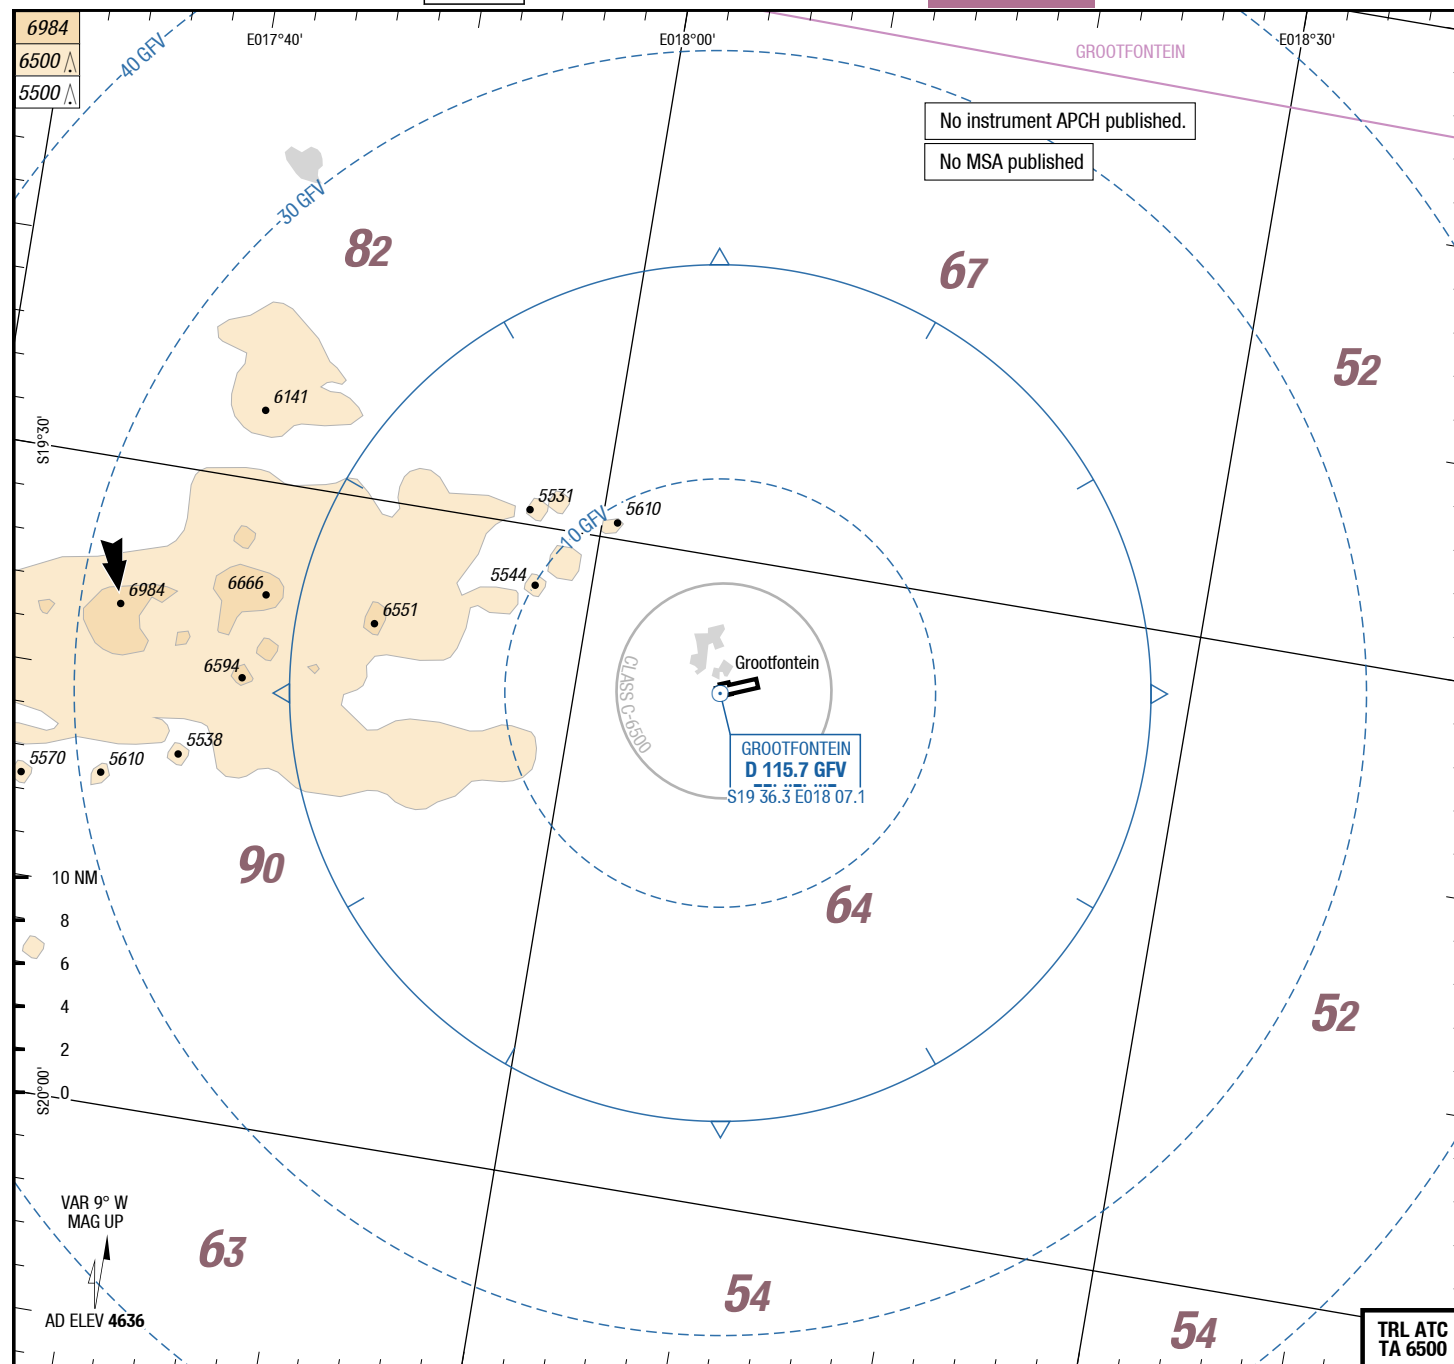 6984
6500
5500
40 GFV
E017°40'
E018°00'
E018°30'
GROOTFONTEIN
No instrument APCH published.
No MSA published
30 GFV
82
67
52
6141
S19°30'
5531
5610
10 GFV
5544
6984
6666
6551
6594
Grootfontein
CLASS C-6500
5538
5570
5610
GROOTFONTEIN
D 115.7 GFV
S19 36.3 E018 07.1
90
64
10 NM
8
6
4
2
0
S20°00'
52
VAR 9° W
MAG UP
63
54
54
AD ELEV 4636
TRL ATC
TA 6500